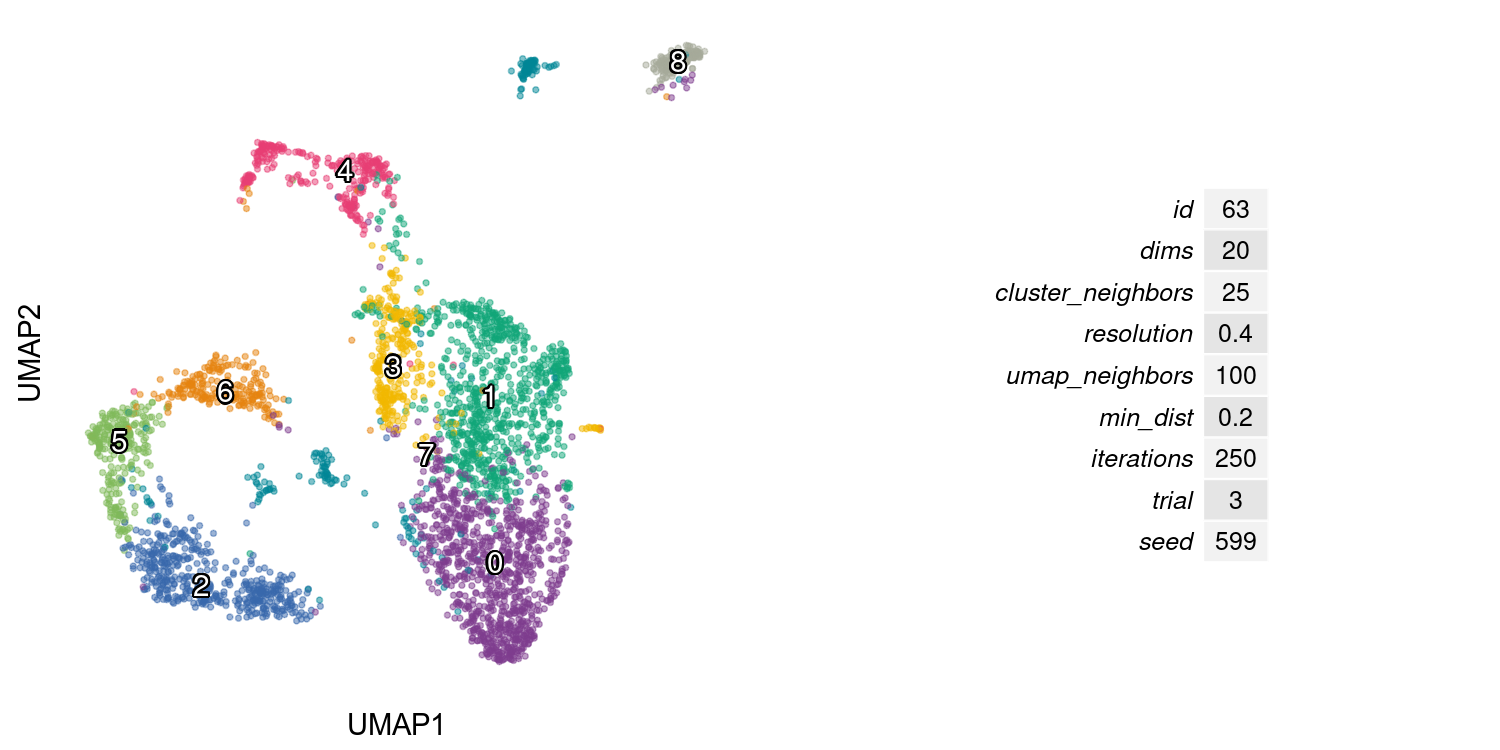 8
4
3
6
1
5
7
0
2
UMAP1
UMAP2
id 63
dims 20
cluster_neighbors 25
resolution 0.4
umap_neighbors 100
min_dist 0.2
iterations 250
trial 3
seed 599